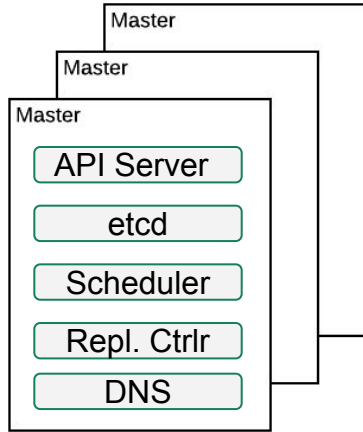 Master
Master
Master
API Server
etcd
Scheduler
Repl. Ctrlr
DNS